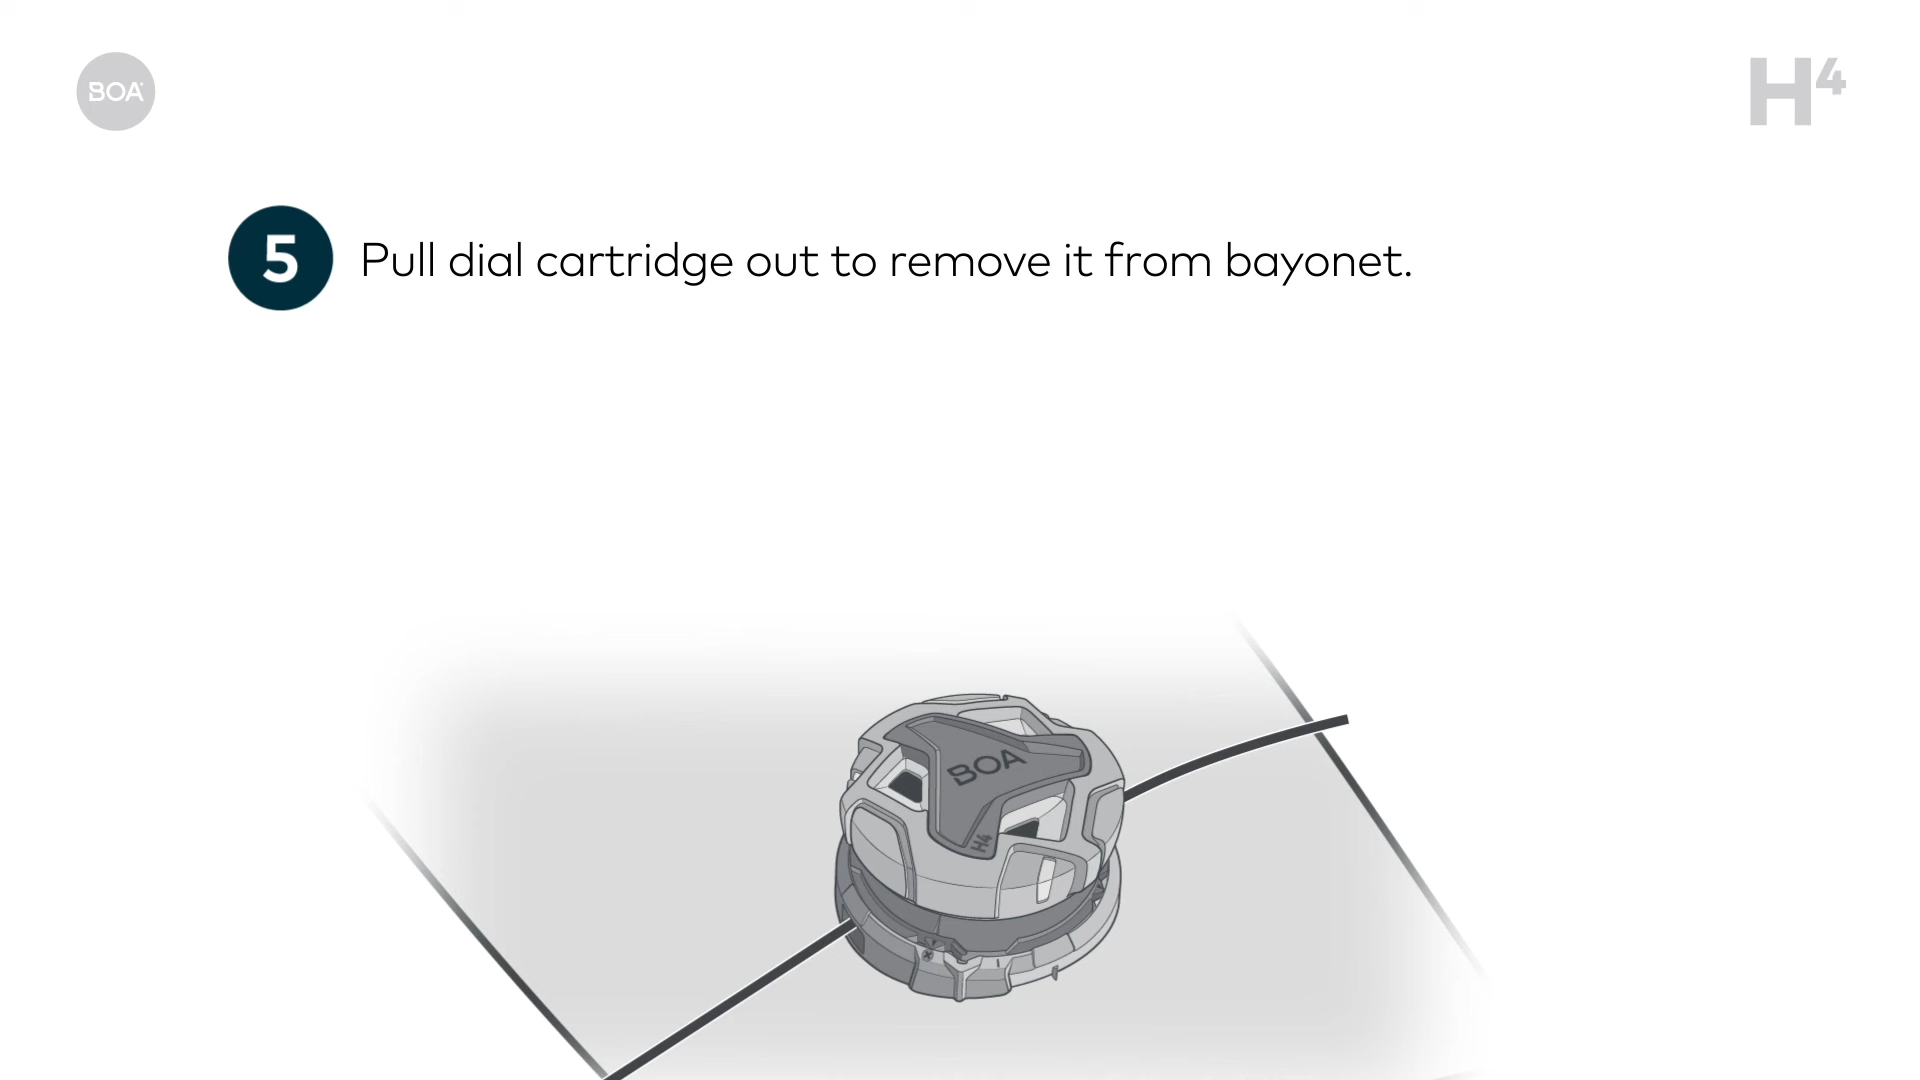 BOA
H4
5 Pull dial cartridge out to remove it from bayonet.
BOA
H4